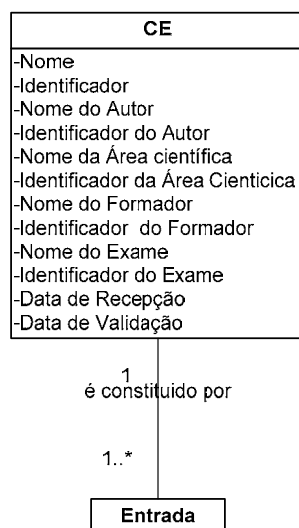 CE
-Nome
-Identificador
-Nome do Autor
-Identificador do Autor
-Nome da Área científica
-Identificador da Área Cienticica
-Nome do Formador
-Identificador do Formador
-Nome do Exame
-Identificador do Exame
-Data de Recepção
-Data de Validação
1
é constituido por
1..*
Entrada